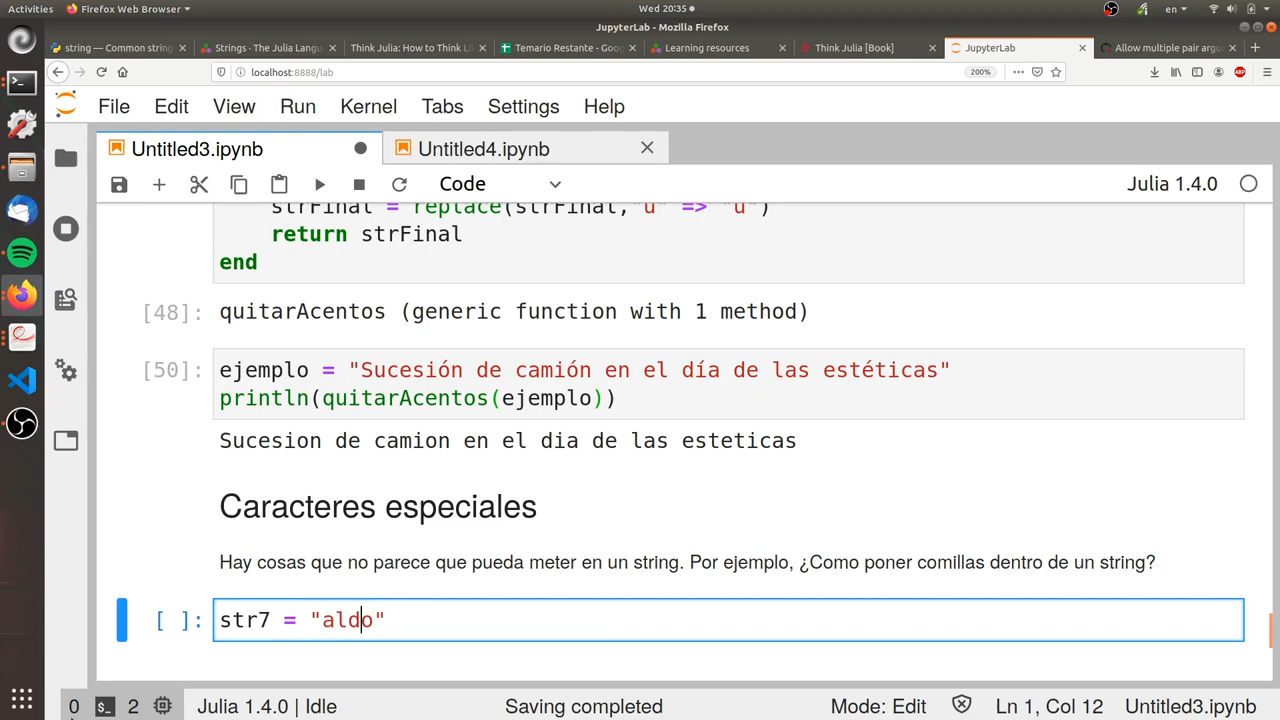 Activities Firefox Web Browser Wed 20:35 en
JupyterLab - Mozilla Firefox
string — Common string Strings · The Julia Langu Think Julia: How to Think Li Temario Restante - Goog Learning resources Think Julia [Book] JupyterLab Allow multiple pair argu
localhost:8888/lab 200%
File Edit View Run Kernel Tabs Settings Help
Untitled3.ipynb Untitled4.ipynb
Code Julia 1.4.0
strFinal = replace(strFinal,"ú" => "u")
return strFinal
end
[48]: quitarAcentos (generic function with 1 method)
[50]: ejemplo = "Sucesión de camión en el día de las estéticas"
println(quitarAcentos(ejemplo))
Sucesion de camion en el dia de las esteticas
Caracteres especiales
Hay cosas que no parece que pueda meter en un string. Por ejemplo, ¿Como poner comillas dentro de un string?
[ ]: str7 = "aldo"
0 2 Julia 1.4.0 | Idle Saving completed Mode: Edit Ln 1, Col 12 Untitled3.ipynb